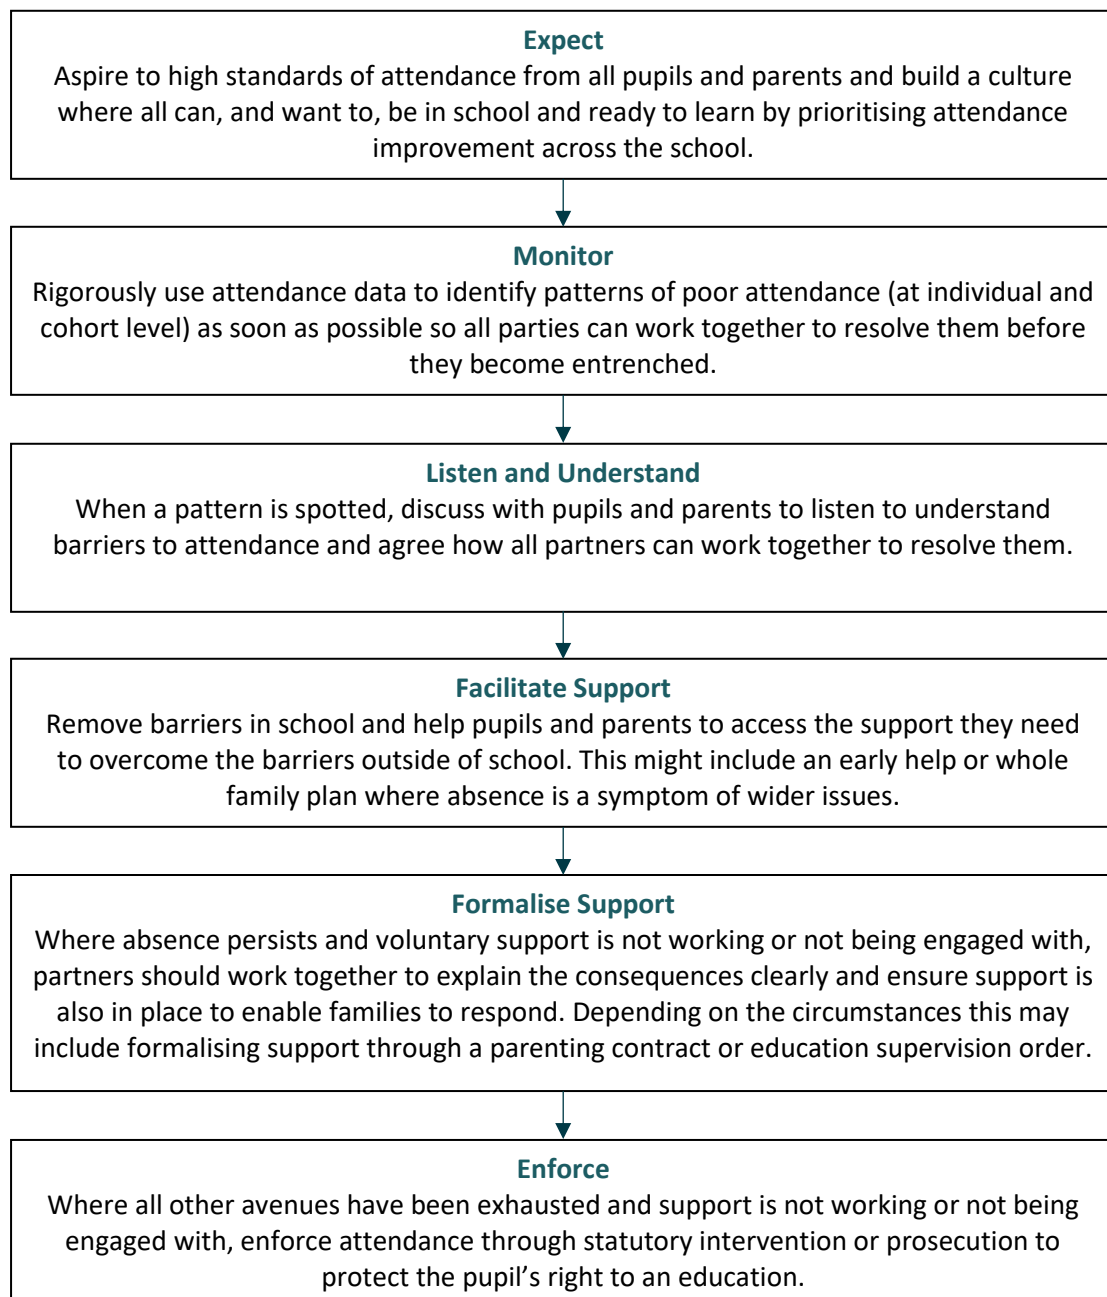 Expect
Aspire to high standards of attendance from all pupils and parents and build a culture
where all can, and want to, be in school and ready to learn by prioritising attendance
improvement across the school.
Monitor
Rigorously use attendance data to identify patterns of poor attendance (at individual and
cohort level) as soon as possible so all parties can work together to resolve them before
they become entrenched.
Listen and Understand
When a pattern is spotted, discuss with pupils and parents to listen to understand
barriers to attendance and agree how all partners can work together to resolve them.
Facilitate Support
Remove barriers in school and help pupils and parents to access the support they need
to overcome the barriers outside of school. This might include an early help or whole
family plan where absence is a symptom of wider issues.
Formalise Support
Where absence persists and voluntary support is not working or not being engaged with,
partners should work together to explain the consequences clearly and ensure support is
also in place to enable families to respond. Depending on the circumstances this may
include formalising support through a parenting contract or education supervision order.
Enforce
Where all other avenues have been exhausted and support is not working or not being
engaged with, enforce attendance through statutory intervention or prosecution to
protect the pupil’s right to an education.